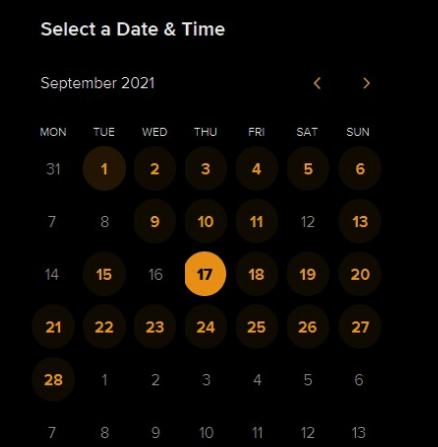 Select a Date & Time
September 2021
MON TUE WED THU FRI SAT SUN
31 1 2 3 4 5 6
7 8 9 10 11 12 13
14 15 16 17 18 19 20
21 22 23 24 25 26 27
28 1 2 3 4 5 6
7 8 9 10 11 12 13